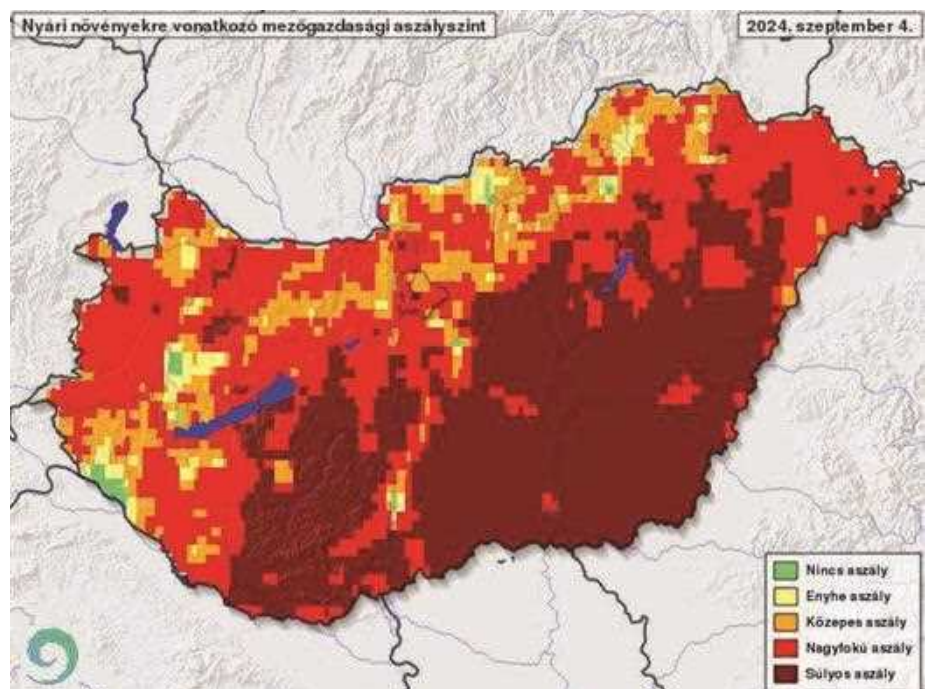 Nyári növényekre vonatkozó mezőgazdasági aszályszint
2024. szeptember 4.
Nincs aszály
Enyhe aszály
Közepes aszály
Nagyfokú aszály
Súlyos aszály